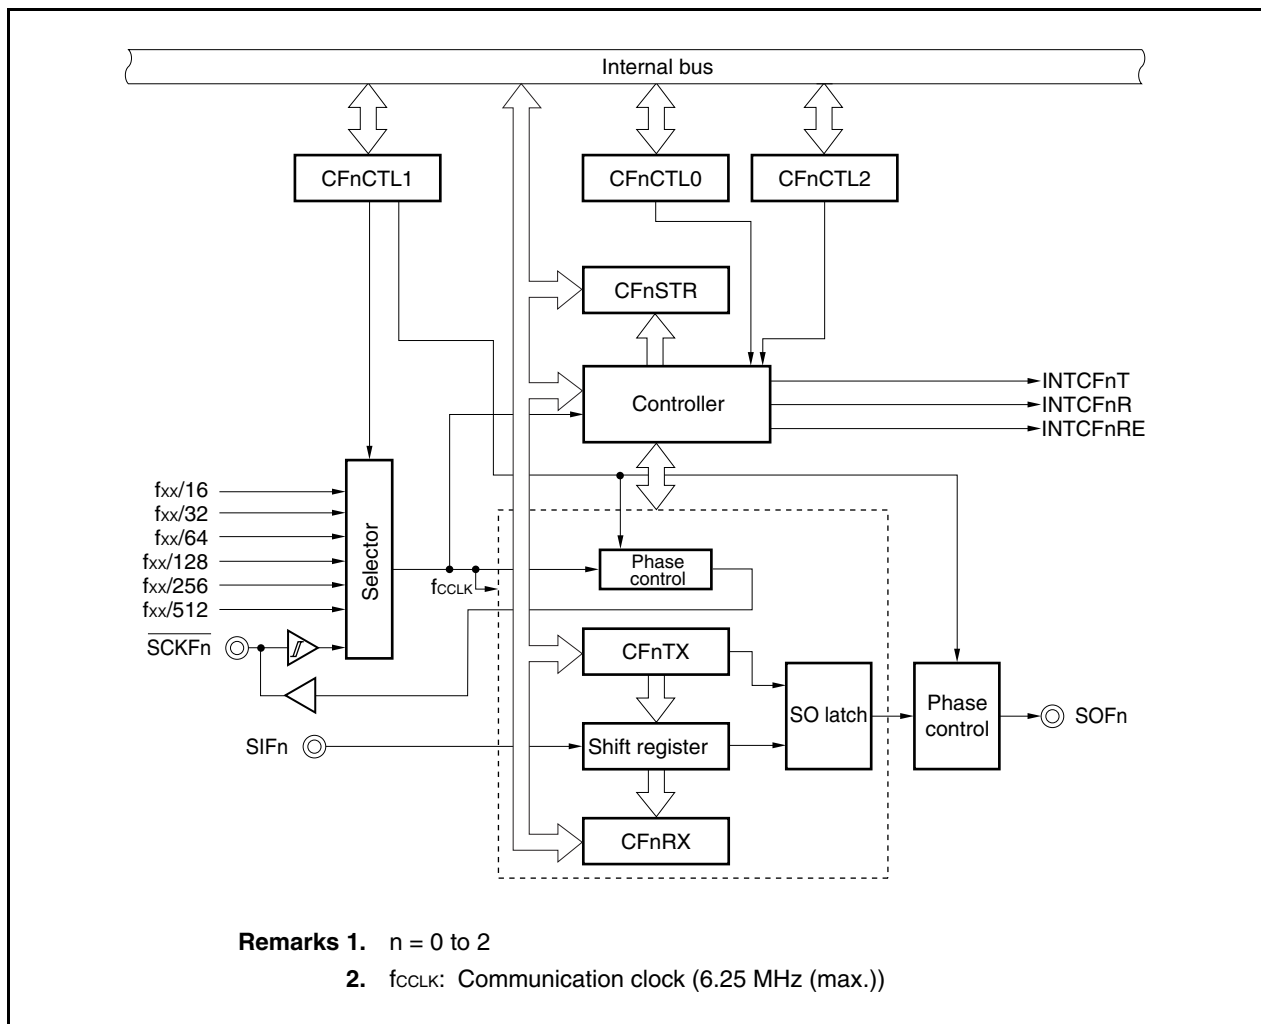 Internal bus
CFnCTL1
CFnCTL0
CFnCTL2
CFnSTR
Controller
INTCFnT
INTCFnR
INTCFnRE
fxx/16
fxx/32
fxx/64
fxx/128
fxx/256
fxx/512
SCKFn
Selector
fCCLK
Phase
control
CFnTX
SO latch
Phase
control
SOFn
SIFn
Shift register
CFnRX
Remarks 1. n = 0 to 2
2. fCCLK: Communication clock (6.25 MHz (max.))